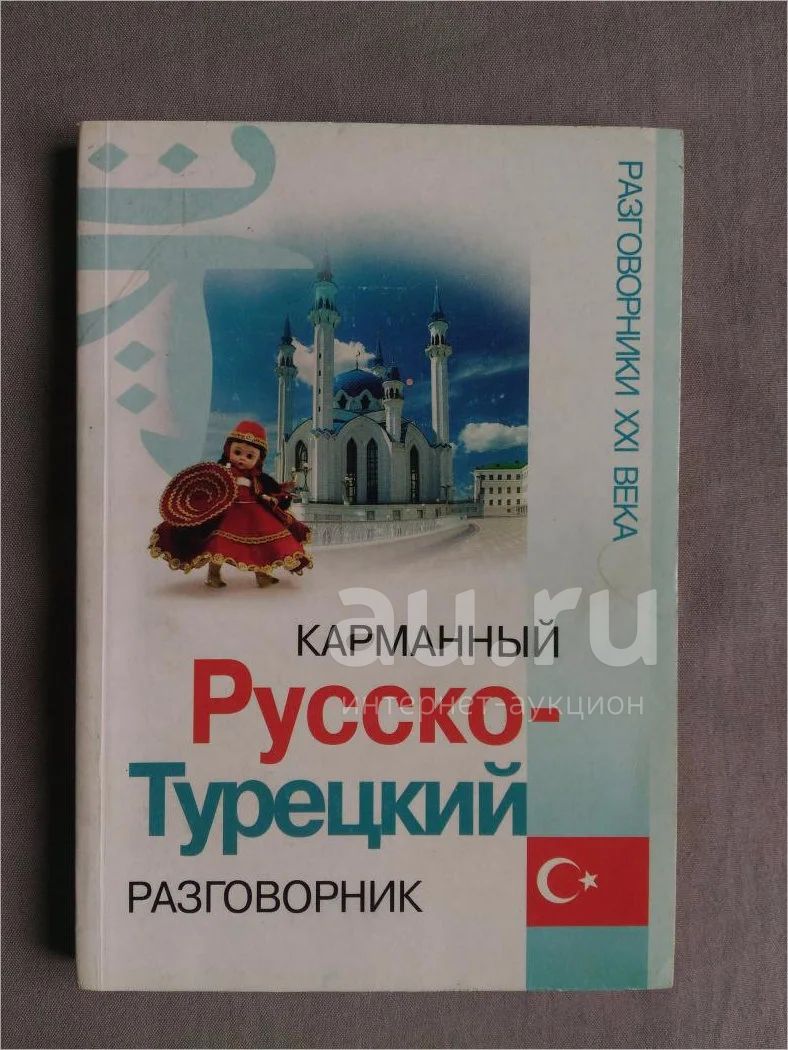 РАЗГОВОРНИКИ XXI ВЕКА
КАРМАННЫЙ
Русско-
Турецкий
РАЗГОВОРНИК
au.ru
интернет-аукцион